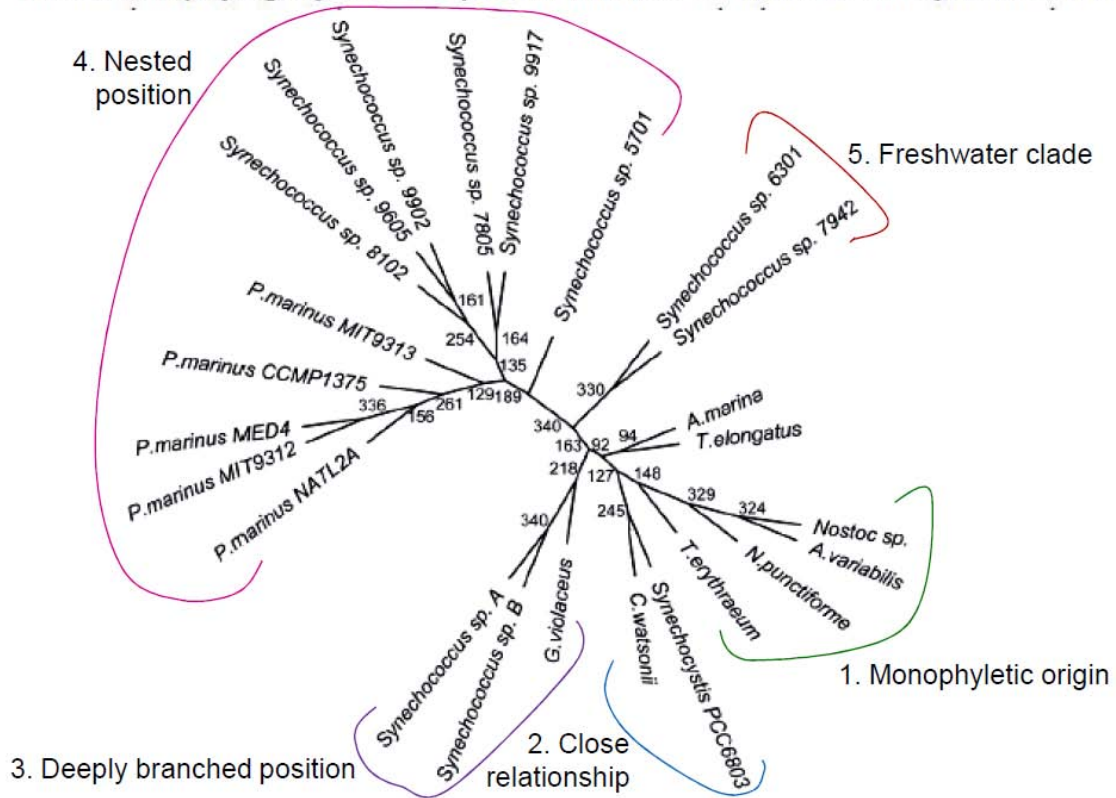 4. Nested
position
Synechococcus sp. 8102
Synechococcus sp. 9605
Synechococcus sp. 9902
Synechococcus sp. 7805
Synechococcus sp. 9917
Synechococcus sp. 5701
Synechococcus sp. 6301
Synechococcus sp. 7942
5. Freshwater clade
P.marinus MIT9313
P.marinus CCMP1375
P.marinus MED4
P.marinus MIT9312
P.marinus NATL2A
161
254
164
135
129
189
261
336
156
330
340
163
92
94
A.marina
T.elongatus
218
127
148
329
324
245
340
Nostoc sp.
A.variabilis
N.punctiforme
T.erythraeum
Synechocystis PCC6803
C.watsonii
G.violaceus
Synechococcus sp. B
Synechococcus sp. A
1. Monophyletic origin
2. Close
relationship
3. Deeply branched position